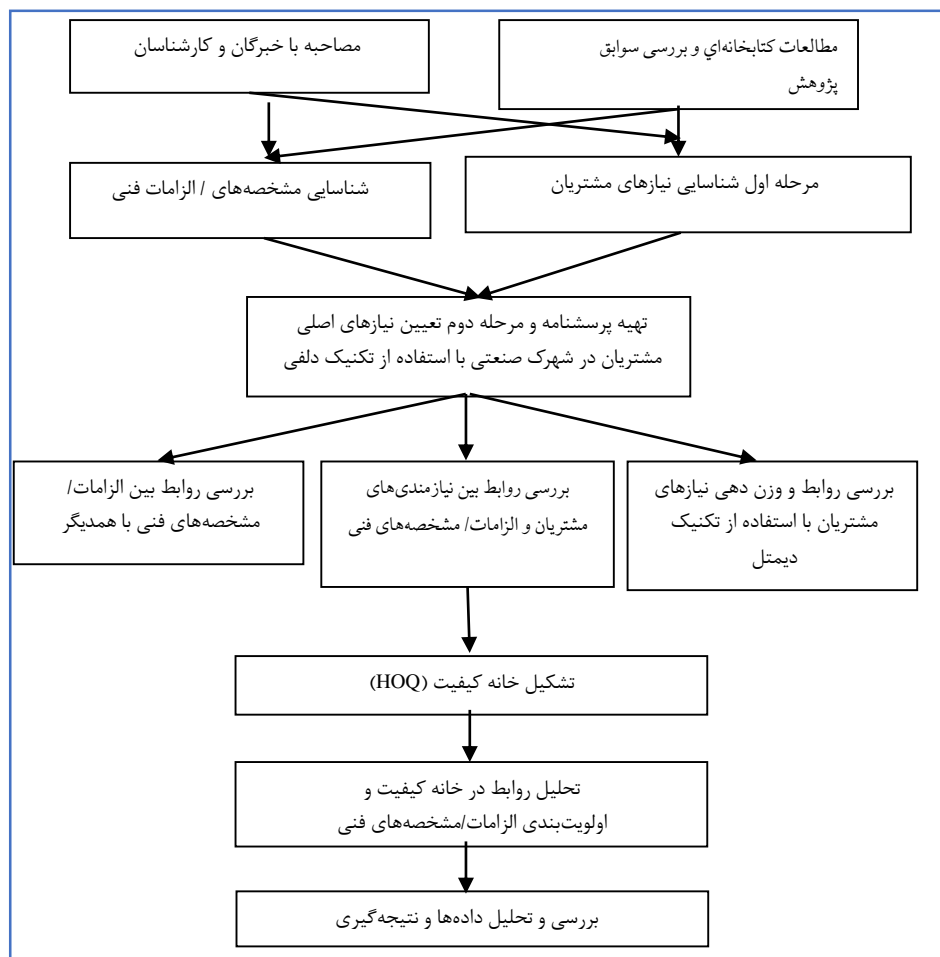 مطالعات کتابخانه‌اي و بررسی سوابق
پژوهش
مصاحبه با خبرگان و کارشناسان
مرحله اول شناسایی نیازهای مشتریان
شناسایی مشخصه‌های / الزامات فنی
تهیه پرسشنامه و مرحله دوم تعیین نیازهای اصلی
مشتریان در شهرک صنعتی با استفاده از تکنیک دلفی
بررسی روابط و وزن دهی نیازهای
مشتریان با استفاده از تکنیک
دیمتل
بررسی روابط بین نیازمندی‌های
مشتریان و الزامات/ مشخصه‌های فنی
بررسی روابط بین الزامات/
مشخصه‌های فنی با همدیگر
تشکیل خانه کیفیت (HOQ)
تحلیل روابط در خانه کیفیت و
اولویت‌بندی الزامات/مشخصه‌های فنی
بررسی و تحلیل داده‌ها و نتیجه‌گیری